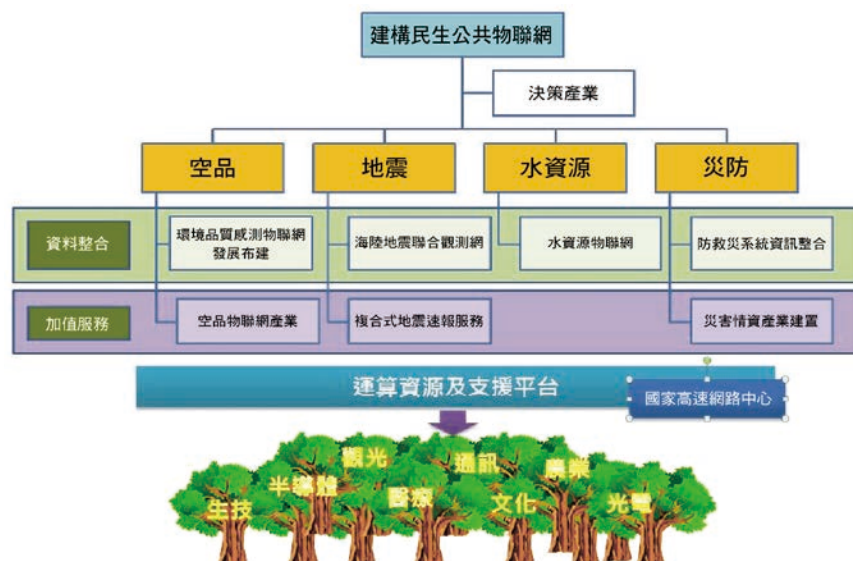 建構民生公共物聯網
決策產業
空品
地震
水資源
災防
資料整合
環境品質感測物聯網
發展布建
海陸地震聯合觀測網
水資源物聯網
防救災系統資訊整合
加值服務
空品物聯網產業
複合式地震速報服務
災害情資產業建置
運算資源及支援平台
國家高速網路中心
觀光
通訊
農業
半導體
醫療
文化
光電
生技